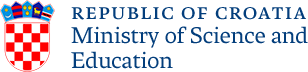 REPUBLIC OF CROATIA
Ministry of Science and
Education